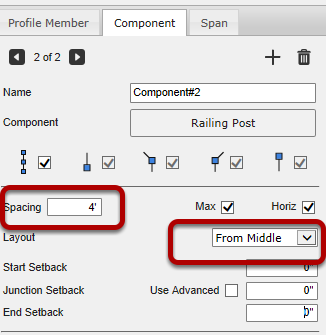 Profile Member Component Span
2 of 2
Name Component#2
Component Railing Post
Spacing 4' Max Horiz
Layout From Middle
Start Setback 0"
Junction Setback Use Advanced 0"
End Setback 0"